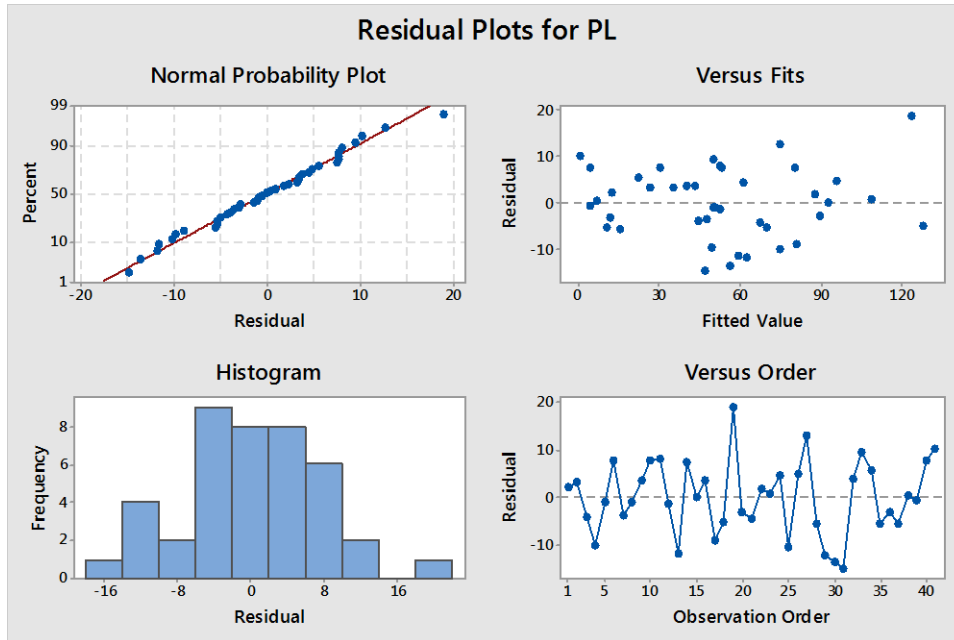 Residual Plots for PL
Normal Probability Plot
99
90
50
10
1
Percent
-20 -10 0 10 20
Residual
Versus Fits
20
10
0
-10
Residual
0 30 60 90 120
Fitted Value
Histogram
8
6
4
2
0
Frequency
-16 -8 0 8 16
Residual
Versus Order
20
10
0
-10
Residual
1 5 10 15 20 25 30 35 40
Observation Order